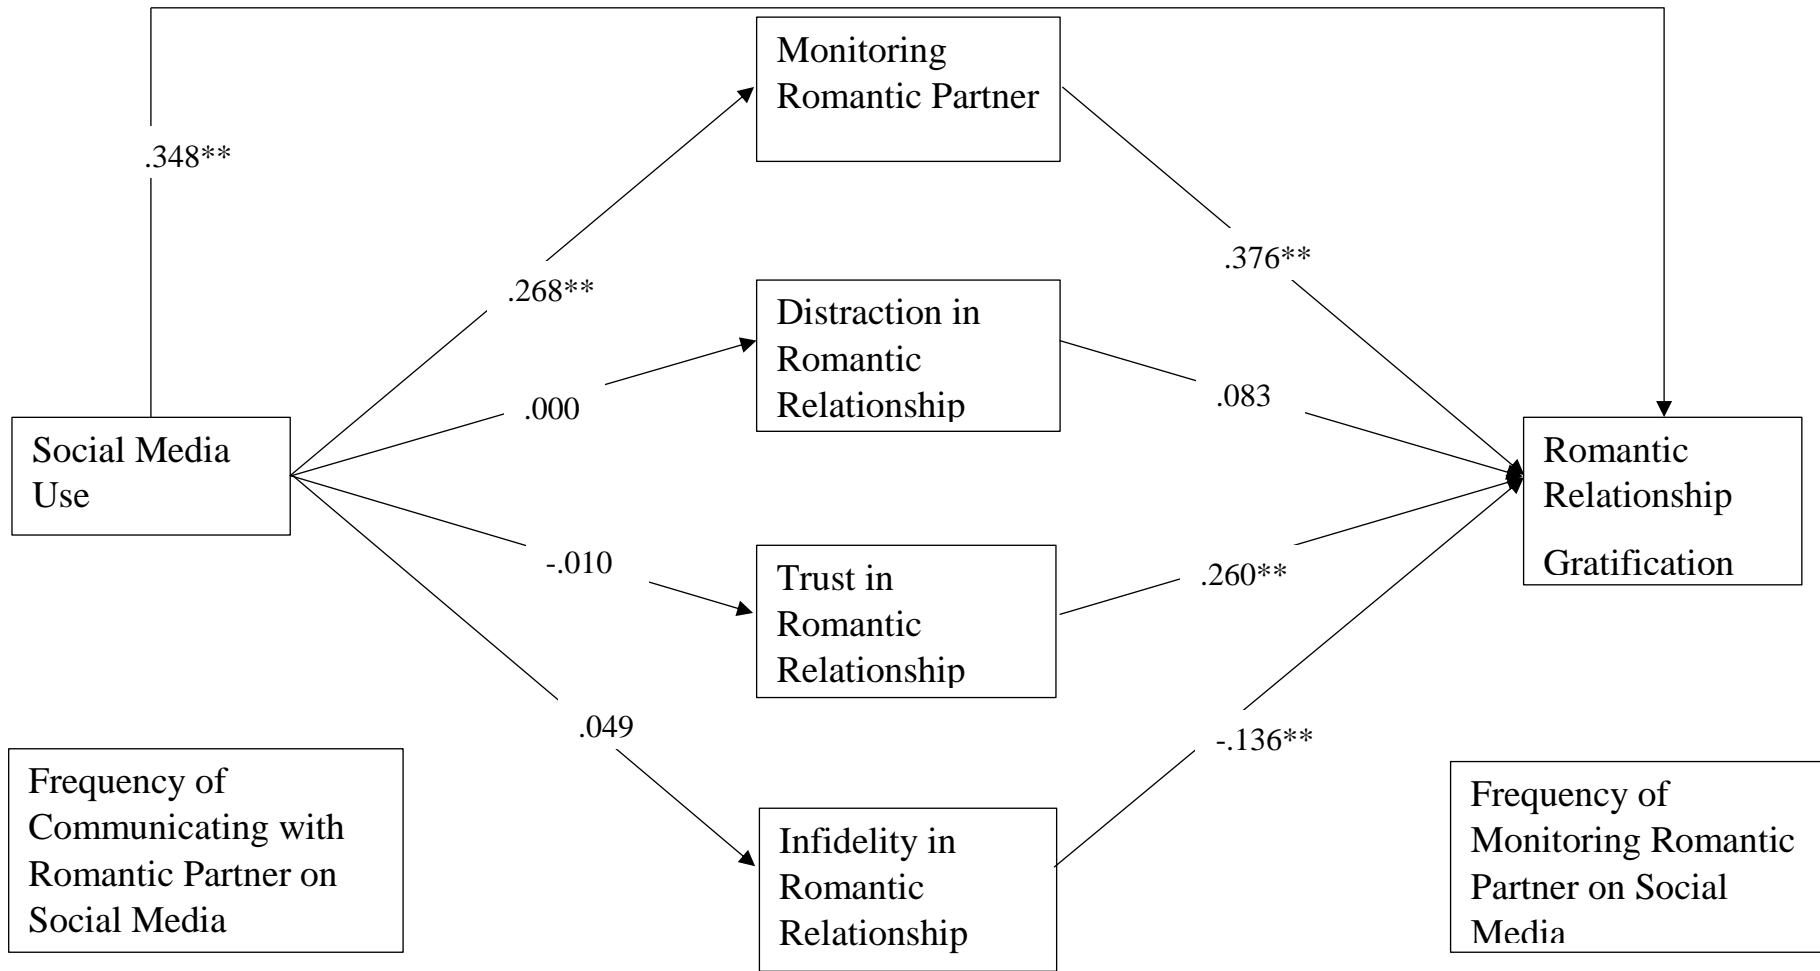 Monitoring
Romantic Partner
.348**
.376**
.268**
Distraction in
Romantic
Relationship
.083
.000
Social Media
Use
Romantic
Relationship
Gratification
-.010
Trust in
Romantic
Relationship
.260**
.049
-.136**
Frequency of
Communicating with
Romantic Partner on
Social Media
Infidelity in
Romantic
Relationship
Frequency of
Monitoring Romantic
Partner on Social
Media